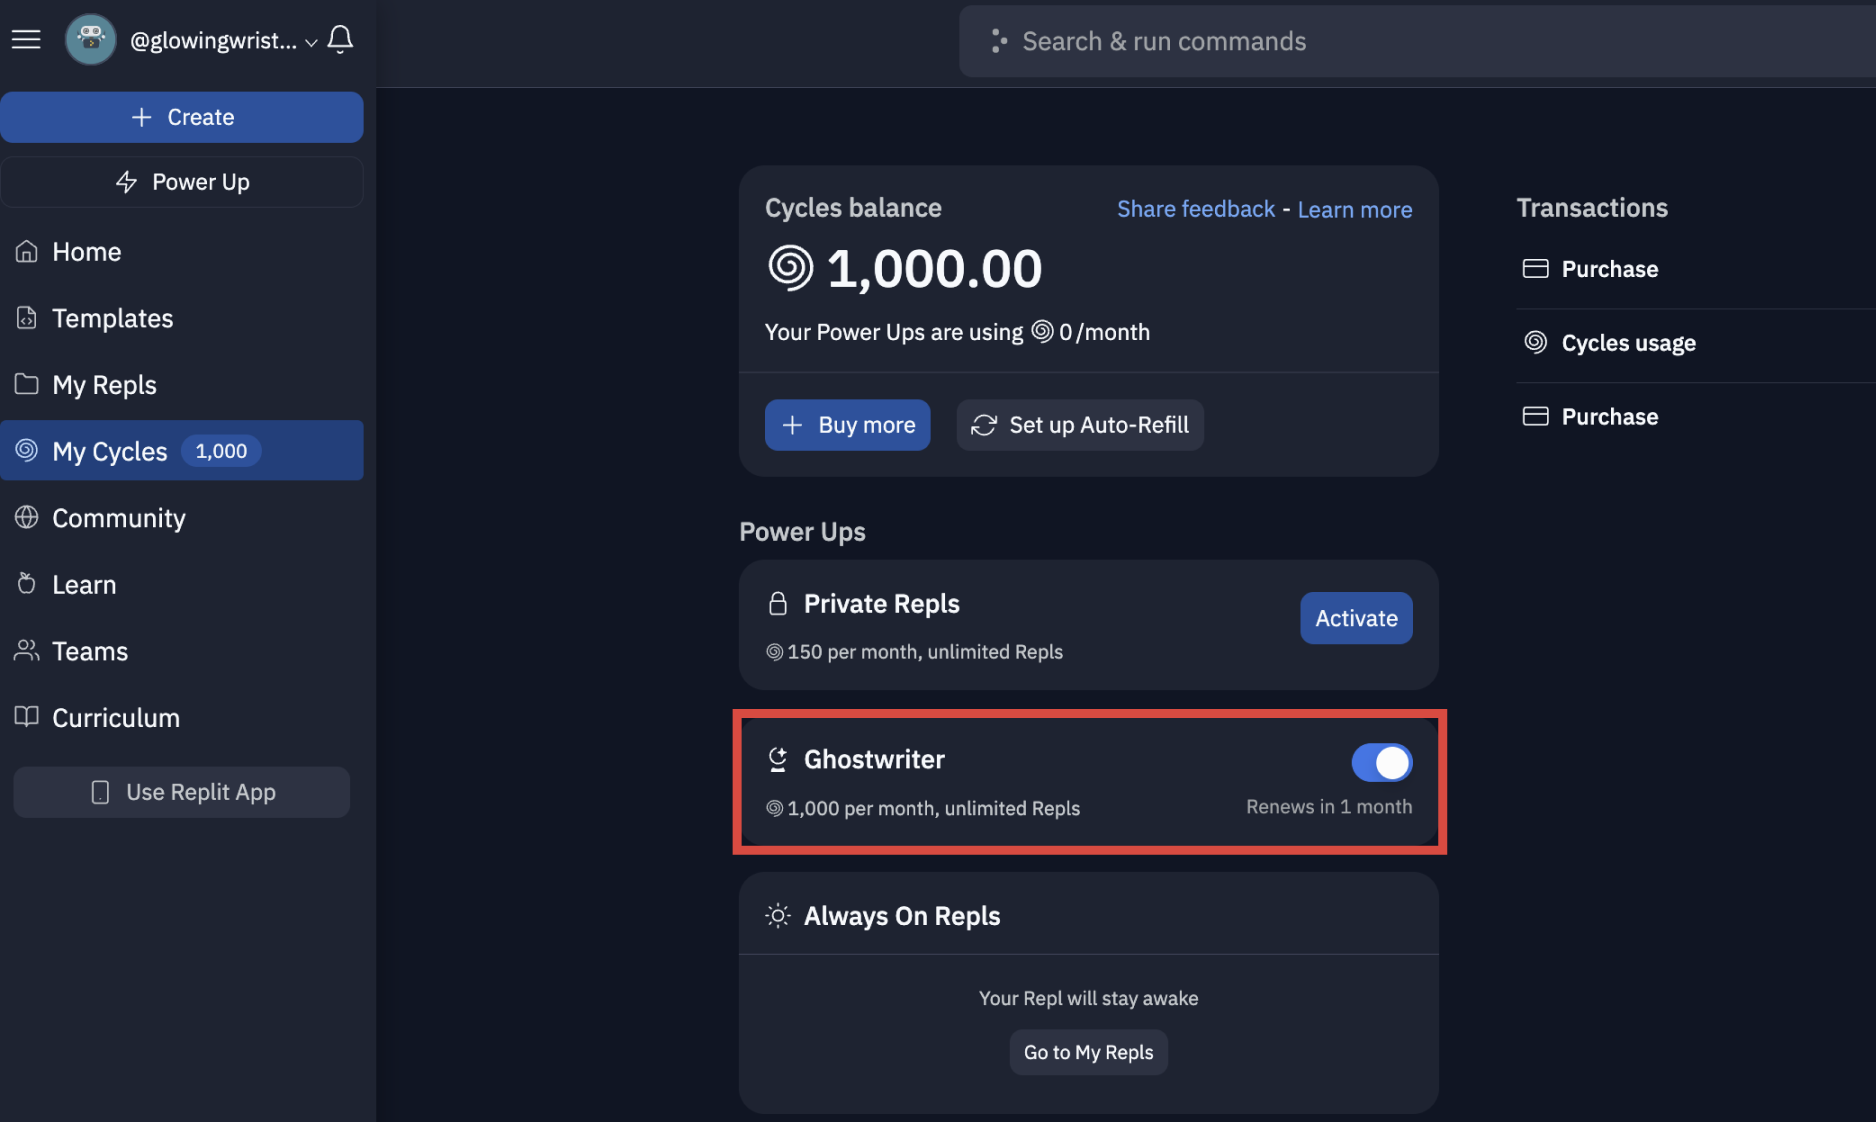 @glowingwrist...
Search & run commands
Create
Power Up
Home
Templates
My Repls
My Cycles 1,000
Community
Learn
Teams
Curriculum
Use Replit App
Cycles balance
Share feedback - Learn more
1,000.00
Your Power Ups are using 0/month
Buy more
Set up Auto-Refill
Power Ups
Private Repls
150 per month, unlimited Repls
Activate
Ghostwriter
1,000 per month, unlimited Repls
Renews in 1 month
Always On Repls
Your Repl will stay awake
Go to My Repls
Transactions
Purchase
Cycles usage
Purchase